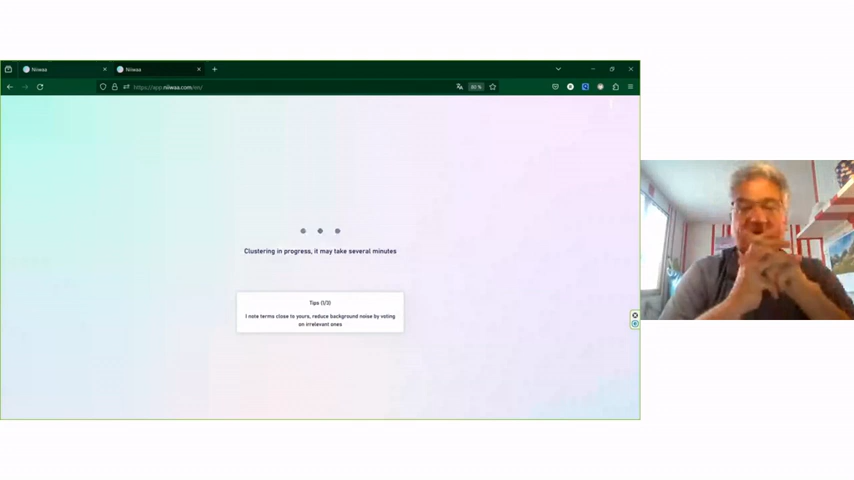 Niiwaa
Niiwaa
https://app.niiwaa.com/en/
80 %
Clustering in progress, it may take several minutes
Tips (1/3)
I note terms close to yours, reduce background noise by voting
on irrelevant ones